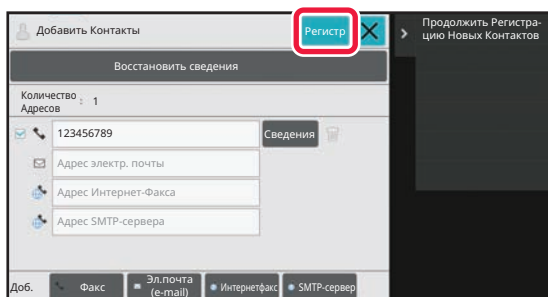 Добавить Контакты
Регистр
Продолжить Регистра-
цию Новых Контактов
Восстановить сведения
Количество : 1
Адресов
123456789
Сведения
Адрес электр. почты
Адрес Интернет-Факса
Адрес SMTP-сервера
Доб.
Факс
Эл.почта
(e-mail)
Интернетфакс
SMTP-сервер